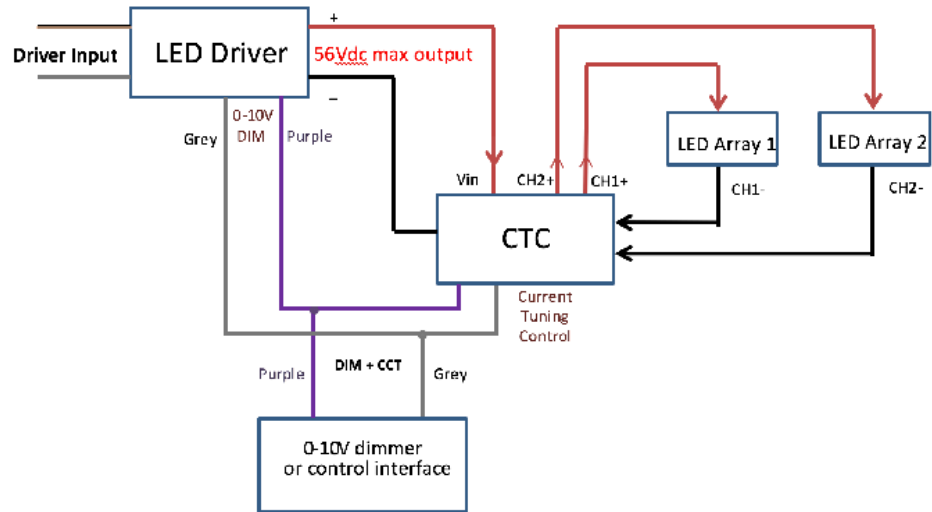 Driver Input
LED Driver
+
56Vdc max output
–
0-10V
DIM
Grey
Purple
LED Array 1
LED Array 2
Vin
CH2+
CH1+
CH1-
CH2-
CTC
Current
Tuning
Control
DIM + CCT
Purple
Grey
0-10V dimmer
or control interface